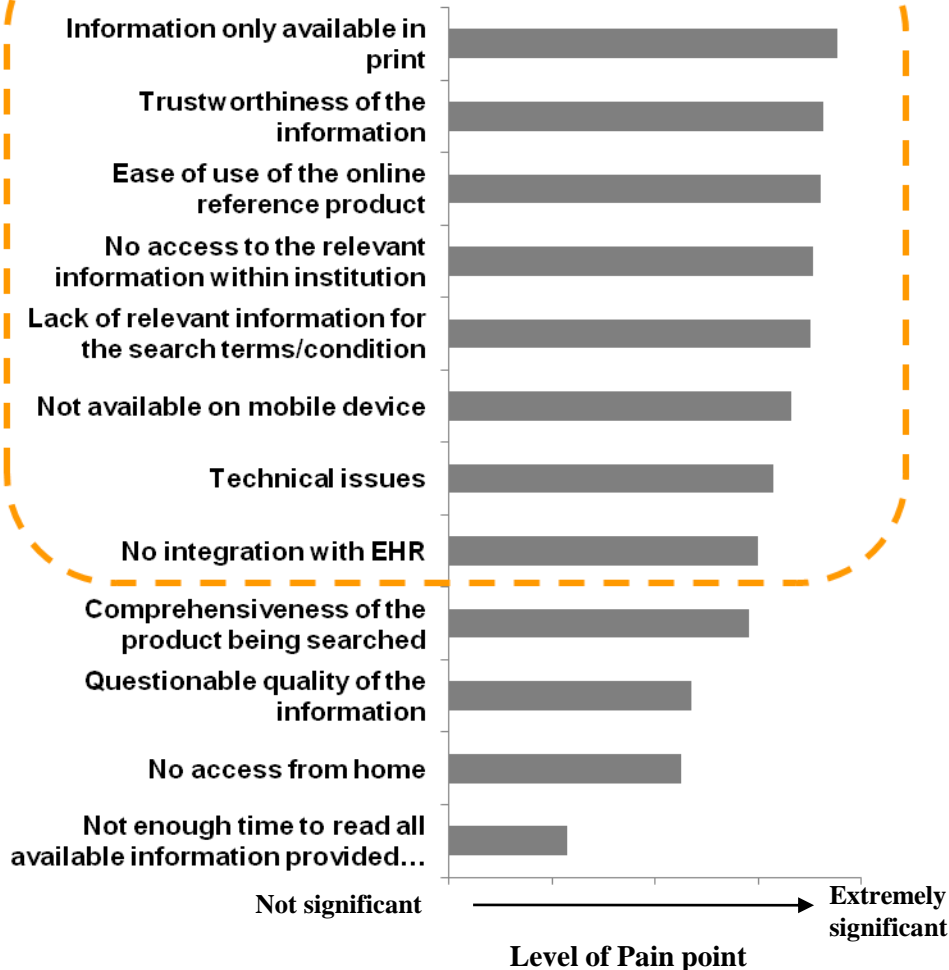 Information only available in
print
Trustworthiness of the
information
Ease of use of the online
reference product
No access to the relevant
information within institution
Lack of relevant information for
the search terms/condition
Not available on mobile device
Technical issues
No integration with EHR
Comprehensiveness of the
product being searched
Questionable quality of the
information
No access from home
Not enough time to read all
available information provided…
Not significant
Extremely
significant
Level of Pain point